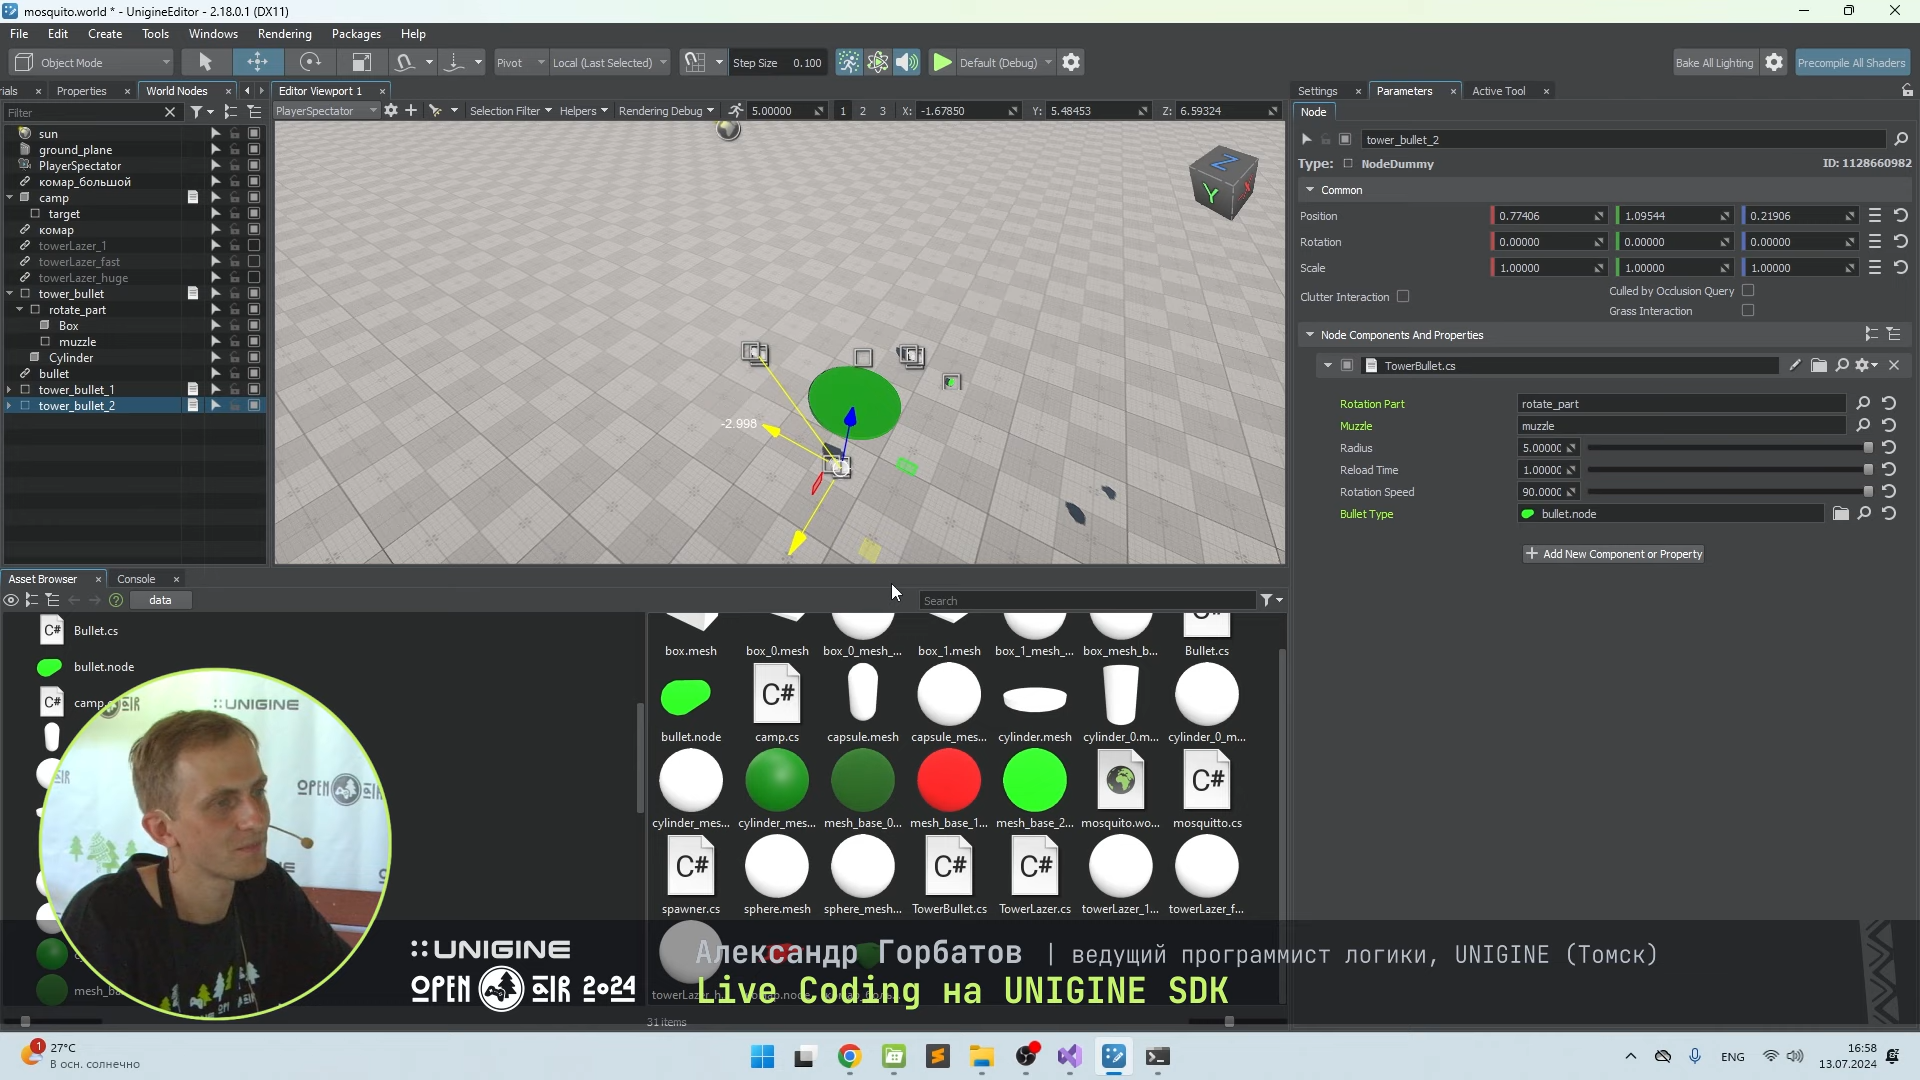 mosquito.world * - UnigineEditor - 2.18.0.1 (DX11)
File Edit Create Tools Windows Rendering Packages Help
Object Mode
Pivot
Local (Last Selected)
Step Size 0.100
Default (Debug)
Bake All Lighting
Precompile All Shaders
Properties
World Nodes
Editor Viewport 1
Settings
Parameters
Active Tool
Filter
PlayerSpectator
Selection Filter
Helpers
Rendering Debug
5.00000
1 2 3
X: -1.67850
Y: 5.48453
Z: 6.59324
Node
sun
ground_plane
PlayerSpectator
комар_большой
camp
target
комар
towerLazer_1
towerLazer_fast
towerLazer_huge
tower_bullet
rotate_part
Box
muzzle
Cylinder
bullet
tower_bullet_1
tower_bullet_2
Z
Y
X
-2.998
tower_bullet_2
Type: NodeDummy
ID: 1128660982
Common
Position 0.77406 1.09544 0.21906
Rotation 0.00000 0.00000 0.00000
Scale 1.00000 1.00000 1.00000
Clutter Interaction
Culled by Occlusion Query
Grass Interaction
Node Components And Properties
TowerBullet.cs
Rotation Part rotate_part
Muzzle muzzle
Radius 5.0000
Reload Time 1.0000
Rotation Speed 90.000
Bullet Type bullet.node
Add New Component or Property
Asset Browser
Console
data
Search
C# Bullet.cs
bullet.node
C# camp
box.mesh box_0.mesh box_0_mesh_... box_1.mesh box_1_mesh_... box_mesh_b... Bullet.cs
C#
bullet.node camp.cs capsule.mesh capsule_mes... cylinder.mesh cylinder_0.m... cylinder_0_m...
C#
cylinder_mes... cylinder_mes... mesh_base_0... mesh_base_1... mesh_base_2... mosquito.wo... mosquitto.cs
C# C# C#
spawner.cs sphere.mesh sphere_mesh... TowerBullet.cs TowerLazer.cs towerLazer_1... towerLazer_f...
31 items
UNIGINE
OPEN AIR
UNIGINE
OPEN AIR 2024
Александр Горбатов | ведущий программист логики, UNIGINE (Томск)
Live Coding на UNIGINE SDK
1
27°C
В осн. солнечно
ENG
16:58
13.07.2024